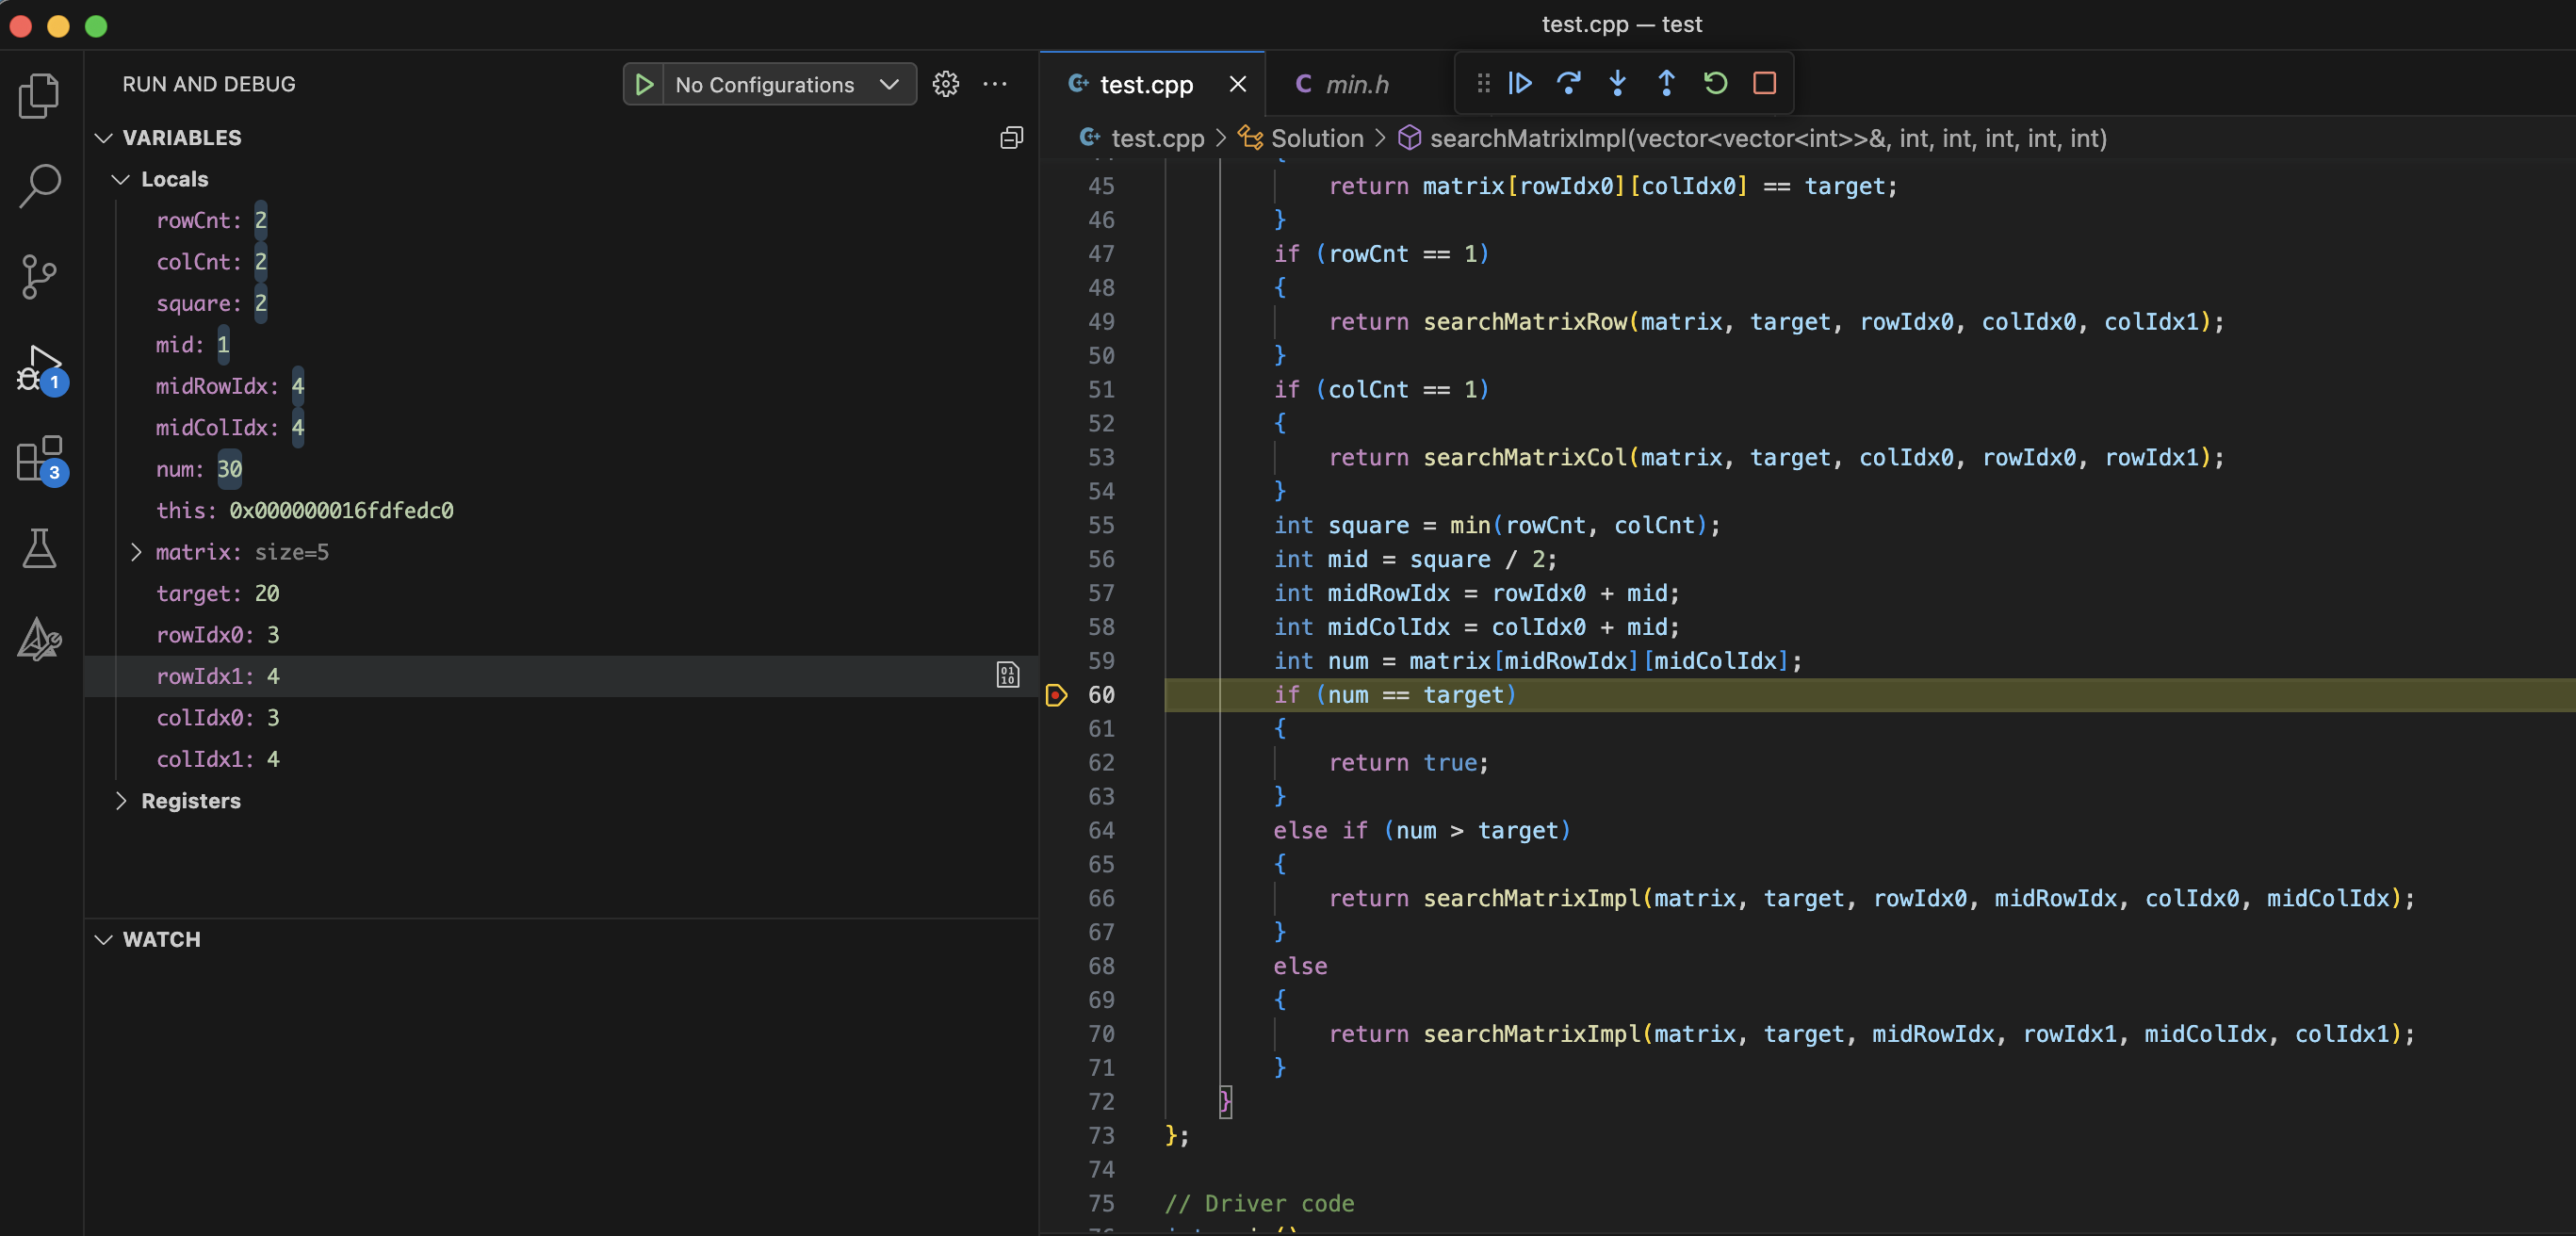 test.cpp — test
RUN AND DEBUG
No Configurations
VARIABLES
Locals
rowCnt: 2
colCnt: 2
square: 2
mid: 1
midRowIdx: 4
midColIdx: 4
num: 30
this: 0x000000016fdfedc0
matrix: size=5
target: 20
rowIdx0: 3
rowIdx1: 4
colIdx0: 3
colIdx1: 4
Registers
WATCH
1
3
test.cpp
C min.h
test.cpp > Solution > searchMatrixImpl(vector<vector<int>>&, int, int, int, int, int)
45 return matrix[rowIdx0][colIdx0] == target;
46 }
47 if (rowCnt == 1)
48 {
49 return searchMatrixRow(matrix, target, rowIdx0, colIdx0, colIdx1);
50 }
51 if (colCnt == 1)
52 {
53 return searchMatrixCol(matrix, target, colIdx0, rowIdx0, rowIdx1);
54 }
55 int square = min(rowCnt, colCnt);
56 int mid = square / 2;
57 int midRowIdx = rowIdx0 + mid;
58 int midColIdx = colIdx0 + mid;
59 int num = matrix[midRowIdx][midColIdx];
60 if (num == target)
61 {
62 return true;
63 }
64 else if (num > target)
65 {
66 return searchMatrixImpl(matrix, target, rowIdx0, midRowIdx, colIdx0, midColIdx);
67 }
68 else
69 {
70 return searchMatrixImpl(matrix, target, midRowIdx, rowIdx1, midColIdx, colIdx1);
71 }
72 }
73 };
74
75 // Driver code